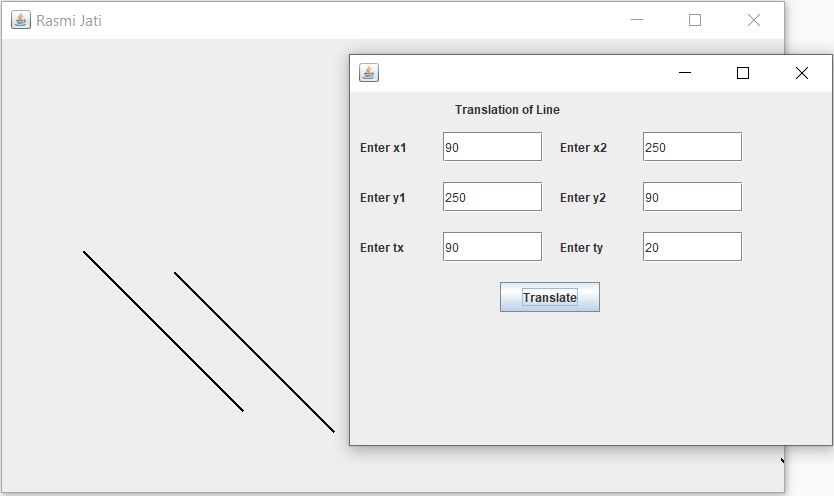 Rasmi Jati
Translation of Line
Enter x1 90 Enter x2 250
Enter y1 250 Enter y2 90
Enter tx 90 Enter ty 20
Translate